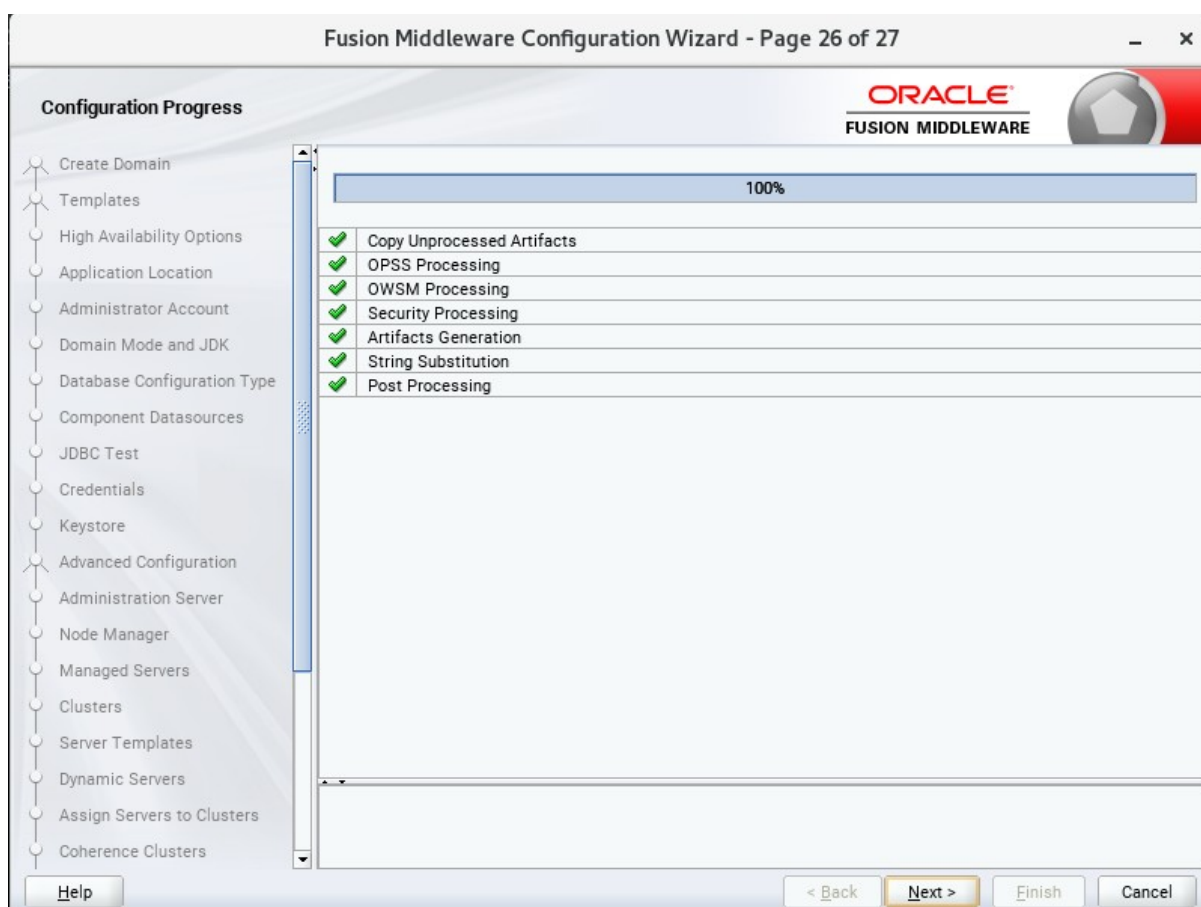 Fusion Middleware Configuration Wizard - Page 26 of 27
Configuration Progress
ORACLE
FUSION MIDDLEWARE
Create Domain
Templates
High Availability Options
Application Location
Administrator Account
Domain Mode and JDK
Database Configuration Type
Component Datasources
JDBC Test
Credentials
Keystore
Advanced Configuration
Administration Server
Node Manager
Managed Servers
Clusters
Server Templates
Dynamic Servers
Assign Servers to Clusters
Coherence Clusters
100%
Copy Unprocessed Artifacts
OPSS Processing
OWSM Processing
Security Processing
Artifacts Generation
String Substitution
Post Processing
Help
< Back
Next >
Finish
Cancel